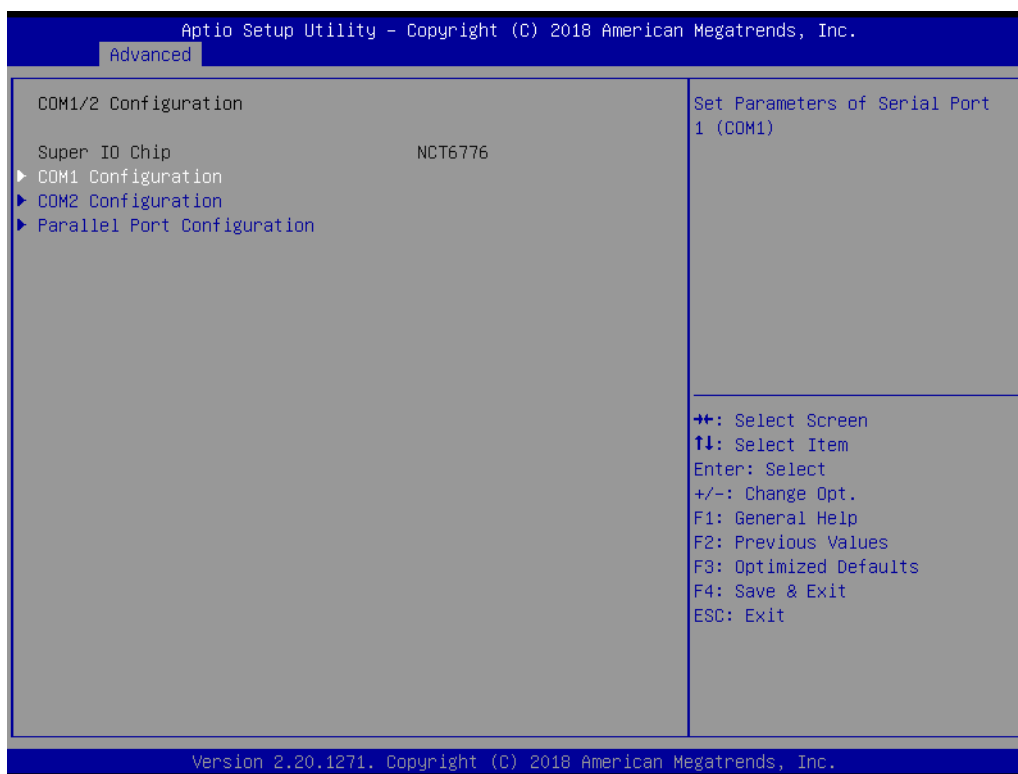 Aptio Setup Utility – Copyright (C) 2018 American Megatrends, Inc.
Advanced
COM1/2 Configuration
Super IO Chip NCT6776
▶ COM1 Configuration
▶ COM2 Configuration
▶ Parallel Port Configuration
Set Parameters of Serial Port
1 (COM1)
→←: Select Screen
↑↓: Select Item
Enter: Select
+/-: Change Opt.
F1: General Help
F2: Previous Values
F3: Optimized Defaults
F4: Save & Exit
ESC: Exit
Version 2.20.1271. Copyright (C) 2018 American Megatrends, Inc.